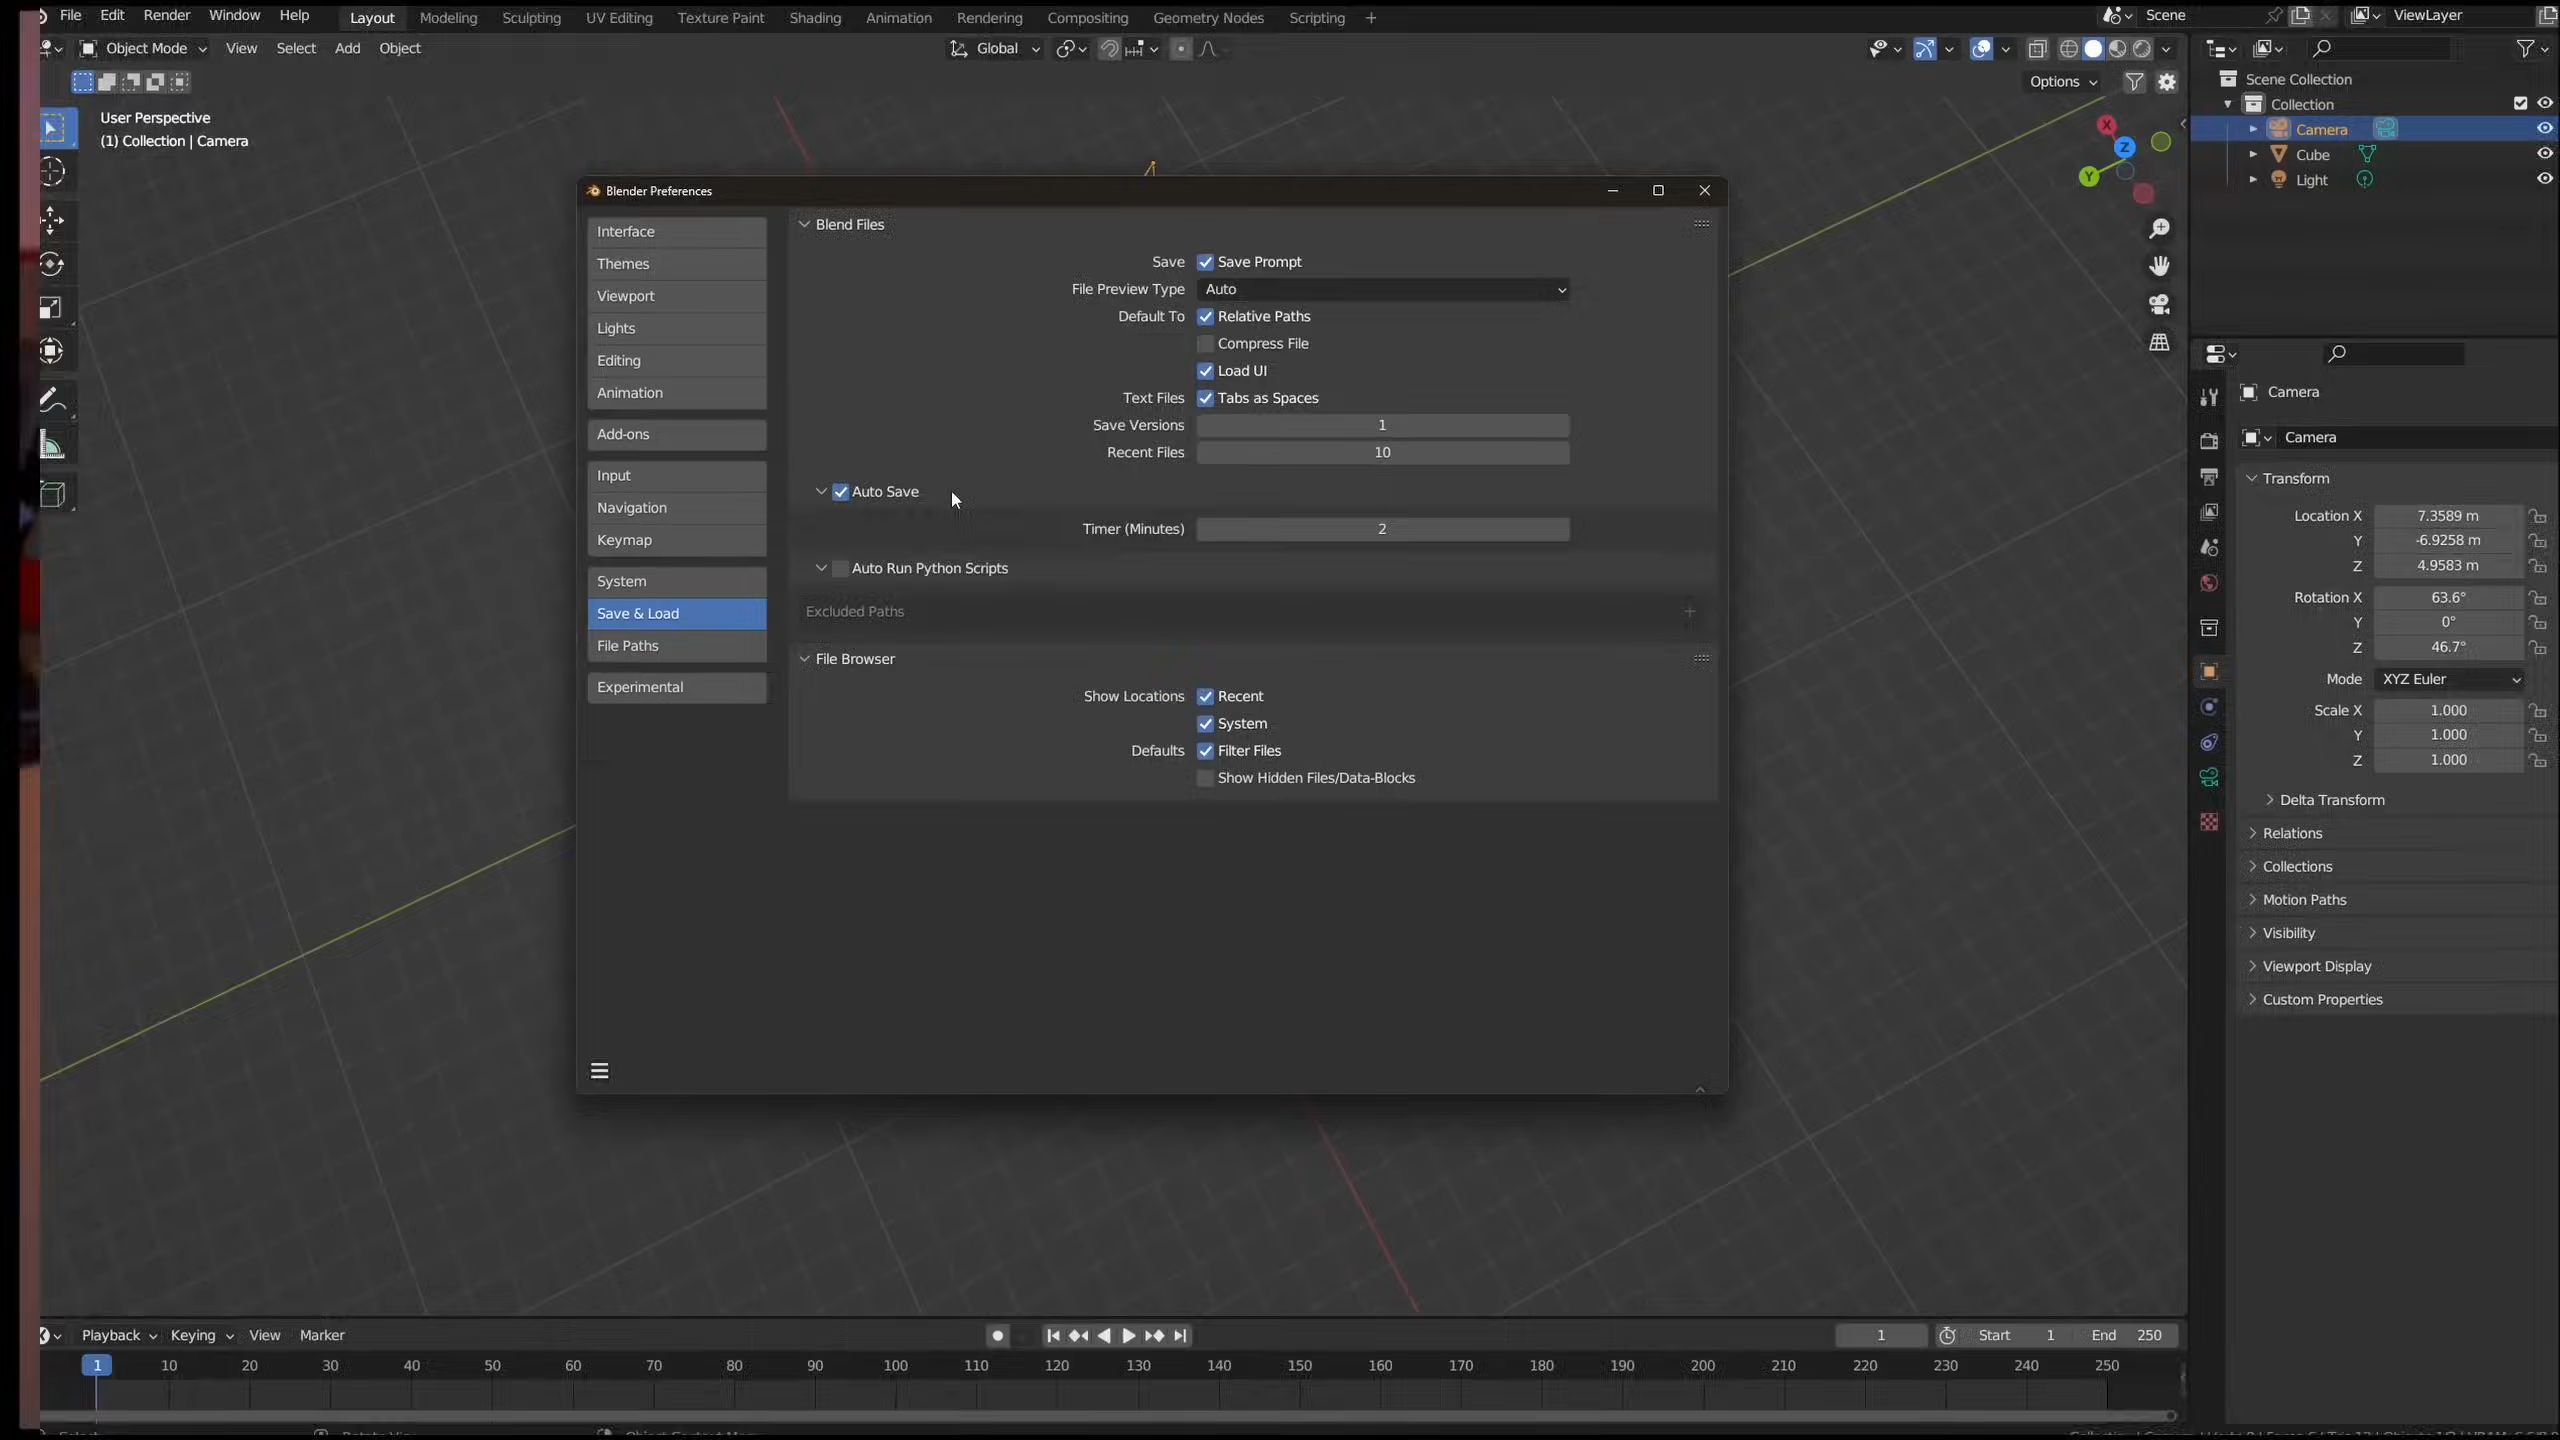 File Edit Render Window Help Layout Modeling Sculpting UV Editing Texture Paint Shading Animation Rendering Compositing Geometry Nodes Scripting + Scene ViewLayer
Object Mode View Select Add Object Global
Options
User Perspective
(1) Collection | Camera
X
Z
Y
Scene Collection
Collection
Camera
Cube
Light
Blender Preferences
Interface
Themes
Viewport
Lights
Editing
Animation
Add-ons
Input
Navigation
Keymap
System
Save & Load
File Paths
Experimental
Blend Files
Save Save Prompt
File Preview Type Auto
Default To Relative Paths
Compress File
Load UI
Text Files Tabs as Spaces
Save Versions 1
Recent Files 10
Auto Save
Timer (Minutes) 2
Auto Run Python Scripts
Excluded Paths +
File Browser
Show Locations Recent
System
Defaults Filter Files
Show Hidden Files/Data-Blocks
Camera
Camera
Transform
Location X 7.3589 m
Y -6.9258 m
Z 4.9583 m
Rotation X 63.6°
Y 0°
Z 46.7°
Mode XYZ Euler
Scale X 1.000
Y 1.000
Z 1.000
Delta Transform
Relations
Collections
Motion Paths
Visibility
Viewport Display
Custom Properties
Playback Keying View Marker 1 Start 1 End 250
1 10 20 30 40 50 60 70 80 90 100 110 120 130 140 150 160 170 180 190 200 210 220 230 240 250